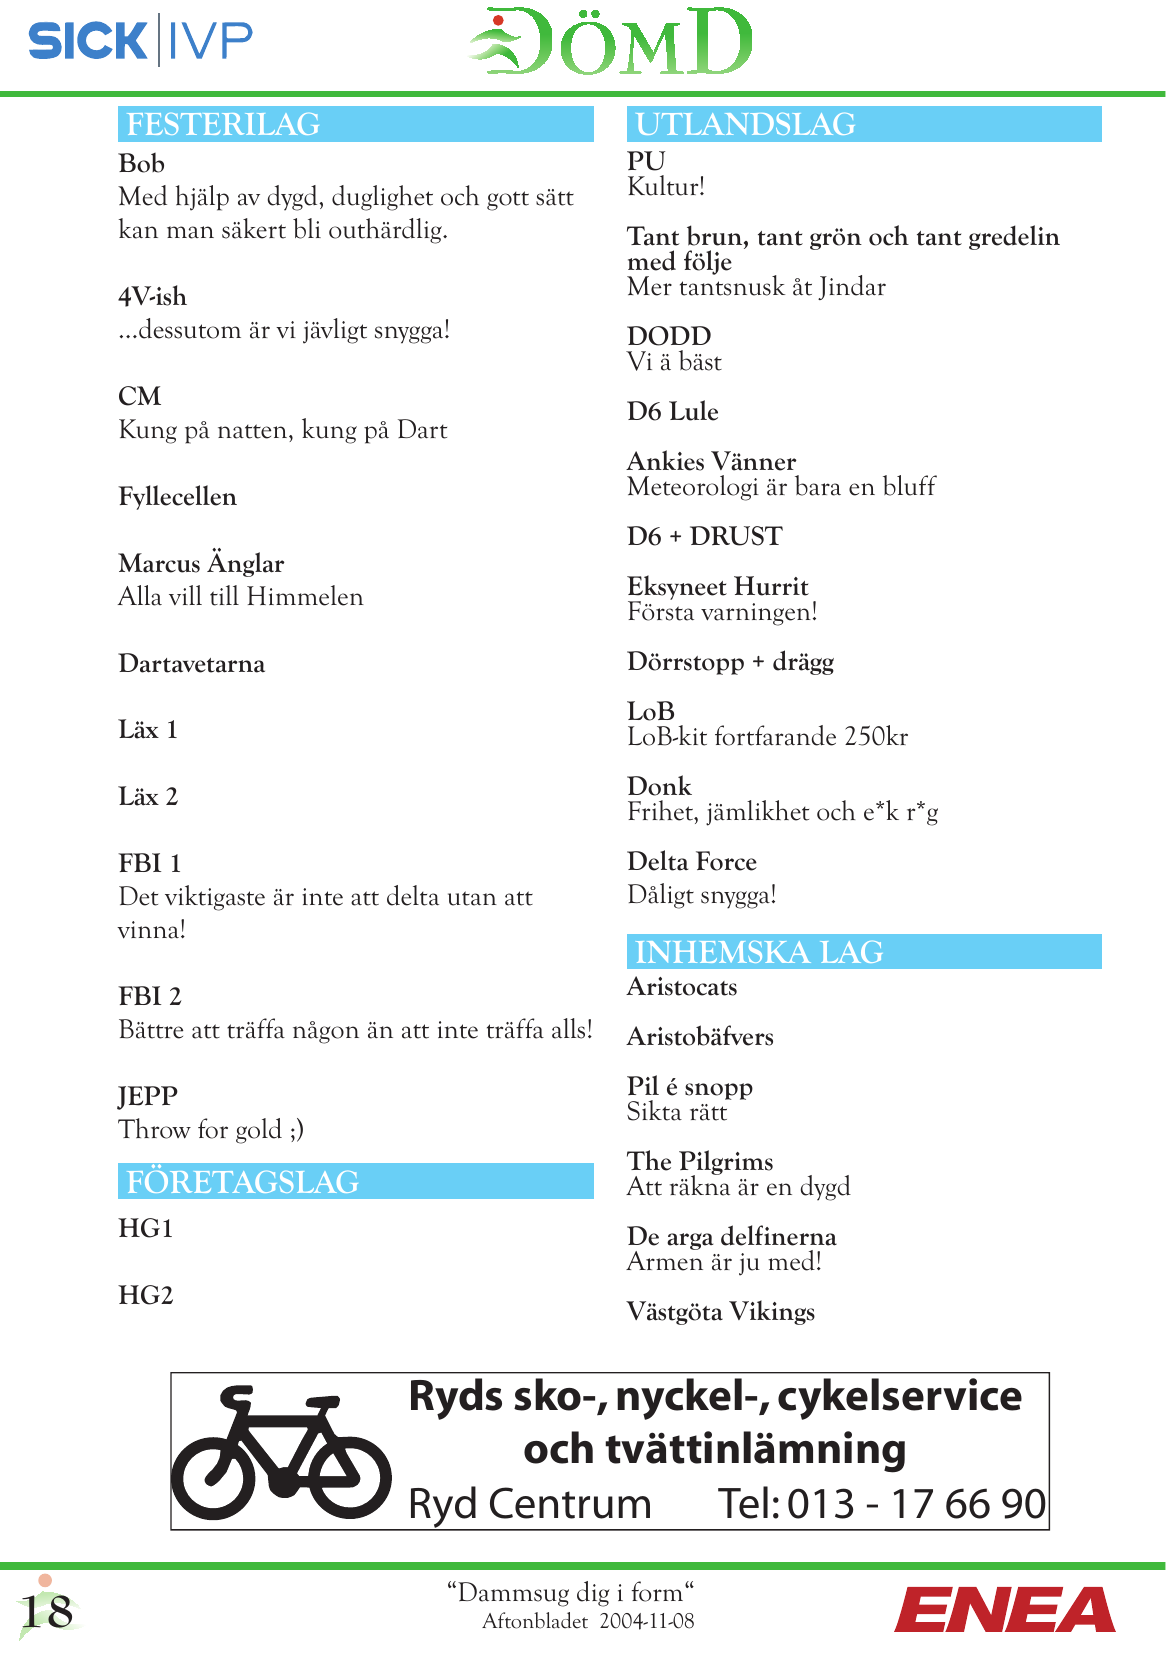 SICK|IVP
DÖMD
FESTERILAG
Bob
Med hjälp av dygd, duglighet och gott sätt
kan man säkert bli outhärdlig.
4V-ish
...dessutom är vi jävligt snygga!
CM
Kung på natten, kung på Dart
Fyllecellen
Marcus Änglar
Alla vill till Himmelen
Dartavetarna
Läx 1
Läx 2
FBI 1
Det viktigaste är inte att delta utan att
vinna!
FBI 2
Bättre att träffa någon än att inte träffa alls!
JEPP
Throw for gold ;)
FÖRETAGSLAG
HG1
HG2
UTLANDSLAG
PU
Kultur!
Tant brun, tant grön och tant gredelin
med följe
Mer tantsnusk åt Jindar
DODD
Vi ä bäst
D6 Lule
Ankies Vänner
Meteorologi är bara en bluff
D6 + DRUST
Eksyneet Hurrit
Första varningen!
Dörrstopp + drägg
LoB
LoB-kit fortfarande 250kr
Donk
Frihet, jämlikhet och e*k r*g
Delta Force
Dåligt snygga!
INHEMSKA LAG
Aristocats
Aristobäfvers
Pil é snopp
Sikta rätt
The Pilgrims
Att räkna är en dygd
De arga delfinerna
Armen är ju med!
Västgöta Vikings
Ryds sko-, nyckel-, cykelservice
och tvättinlämning
Ryd Centrum Tel: 013 - 17 66 90
18
“Dammsug dig i form“
Aftonbladet 2004-11-08
ENEA